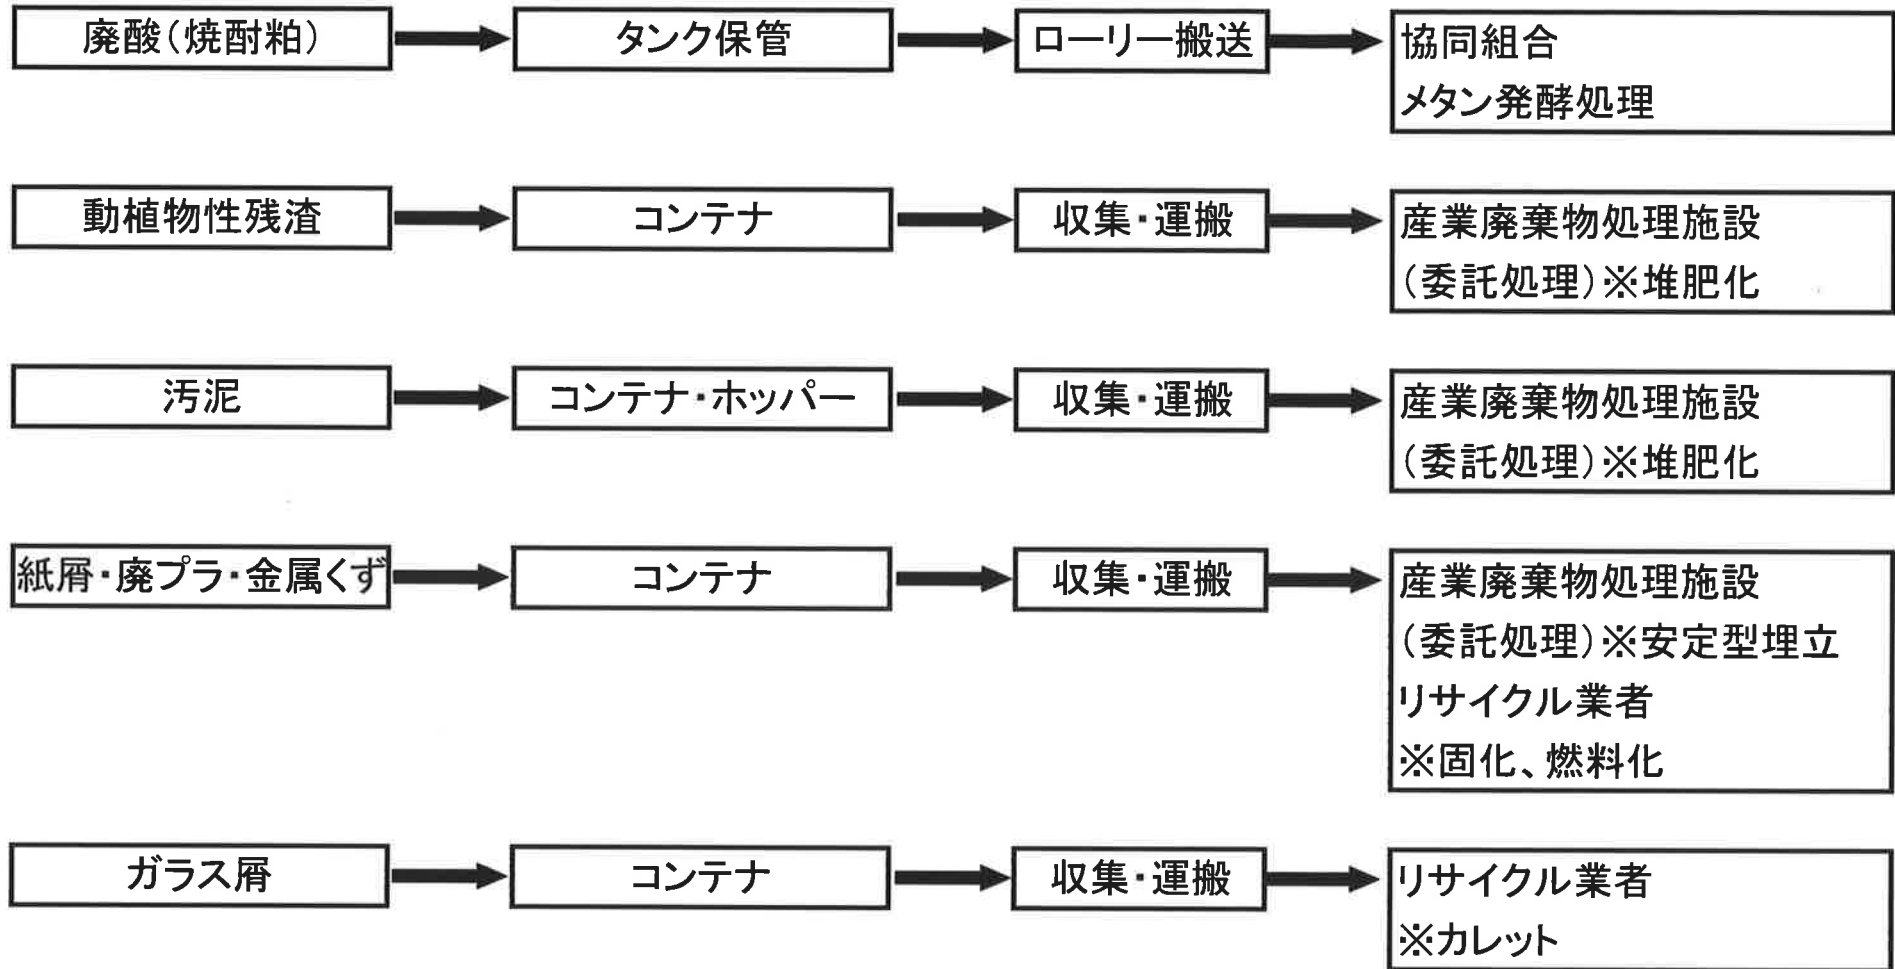 廃酸(焼酎粕)
タンク保管
ローリー搬送
協同組合
メタン発酵処理
動植物性残渣
コンテナ
収集・運搬
産業廃棄物処理施設
(委託処理)※堆肥化
汚泥
コンテナ・ホッパー
収集・運搬
産業廃棄物処理施設
(委託処理)※堆肥化
紙屑・廃プラ・金属くず
コンテナ
収集・運搬
産業廃棄物処理施設
(委託処理)※安定型埋立
リサイクル業者
※固化、燃料化
ガラス屑
コンテナ
収集・運搬
リサイクル業者
※カレット